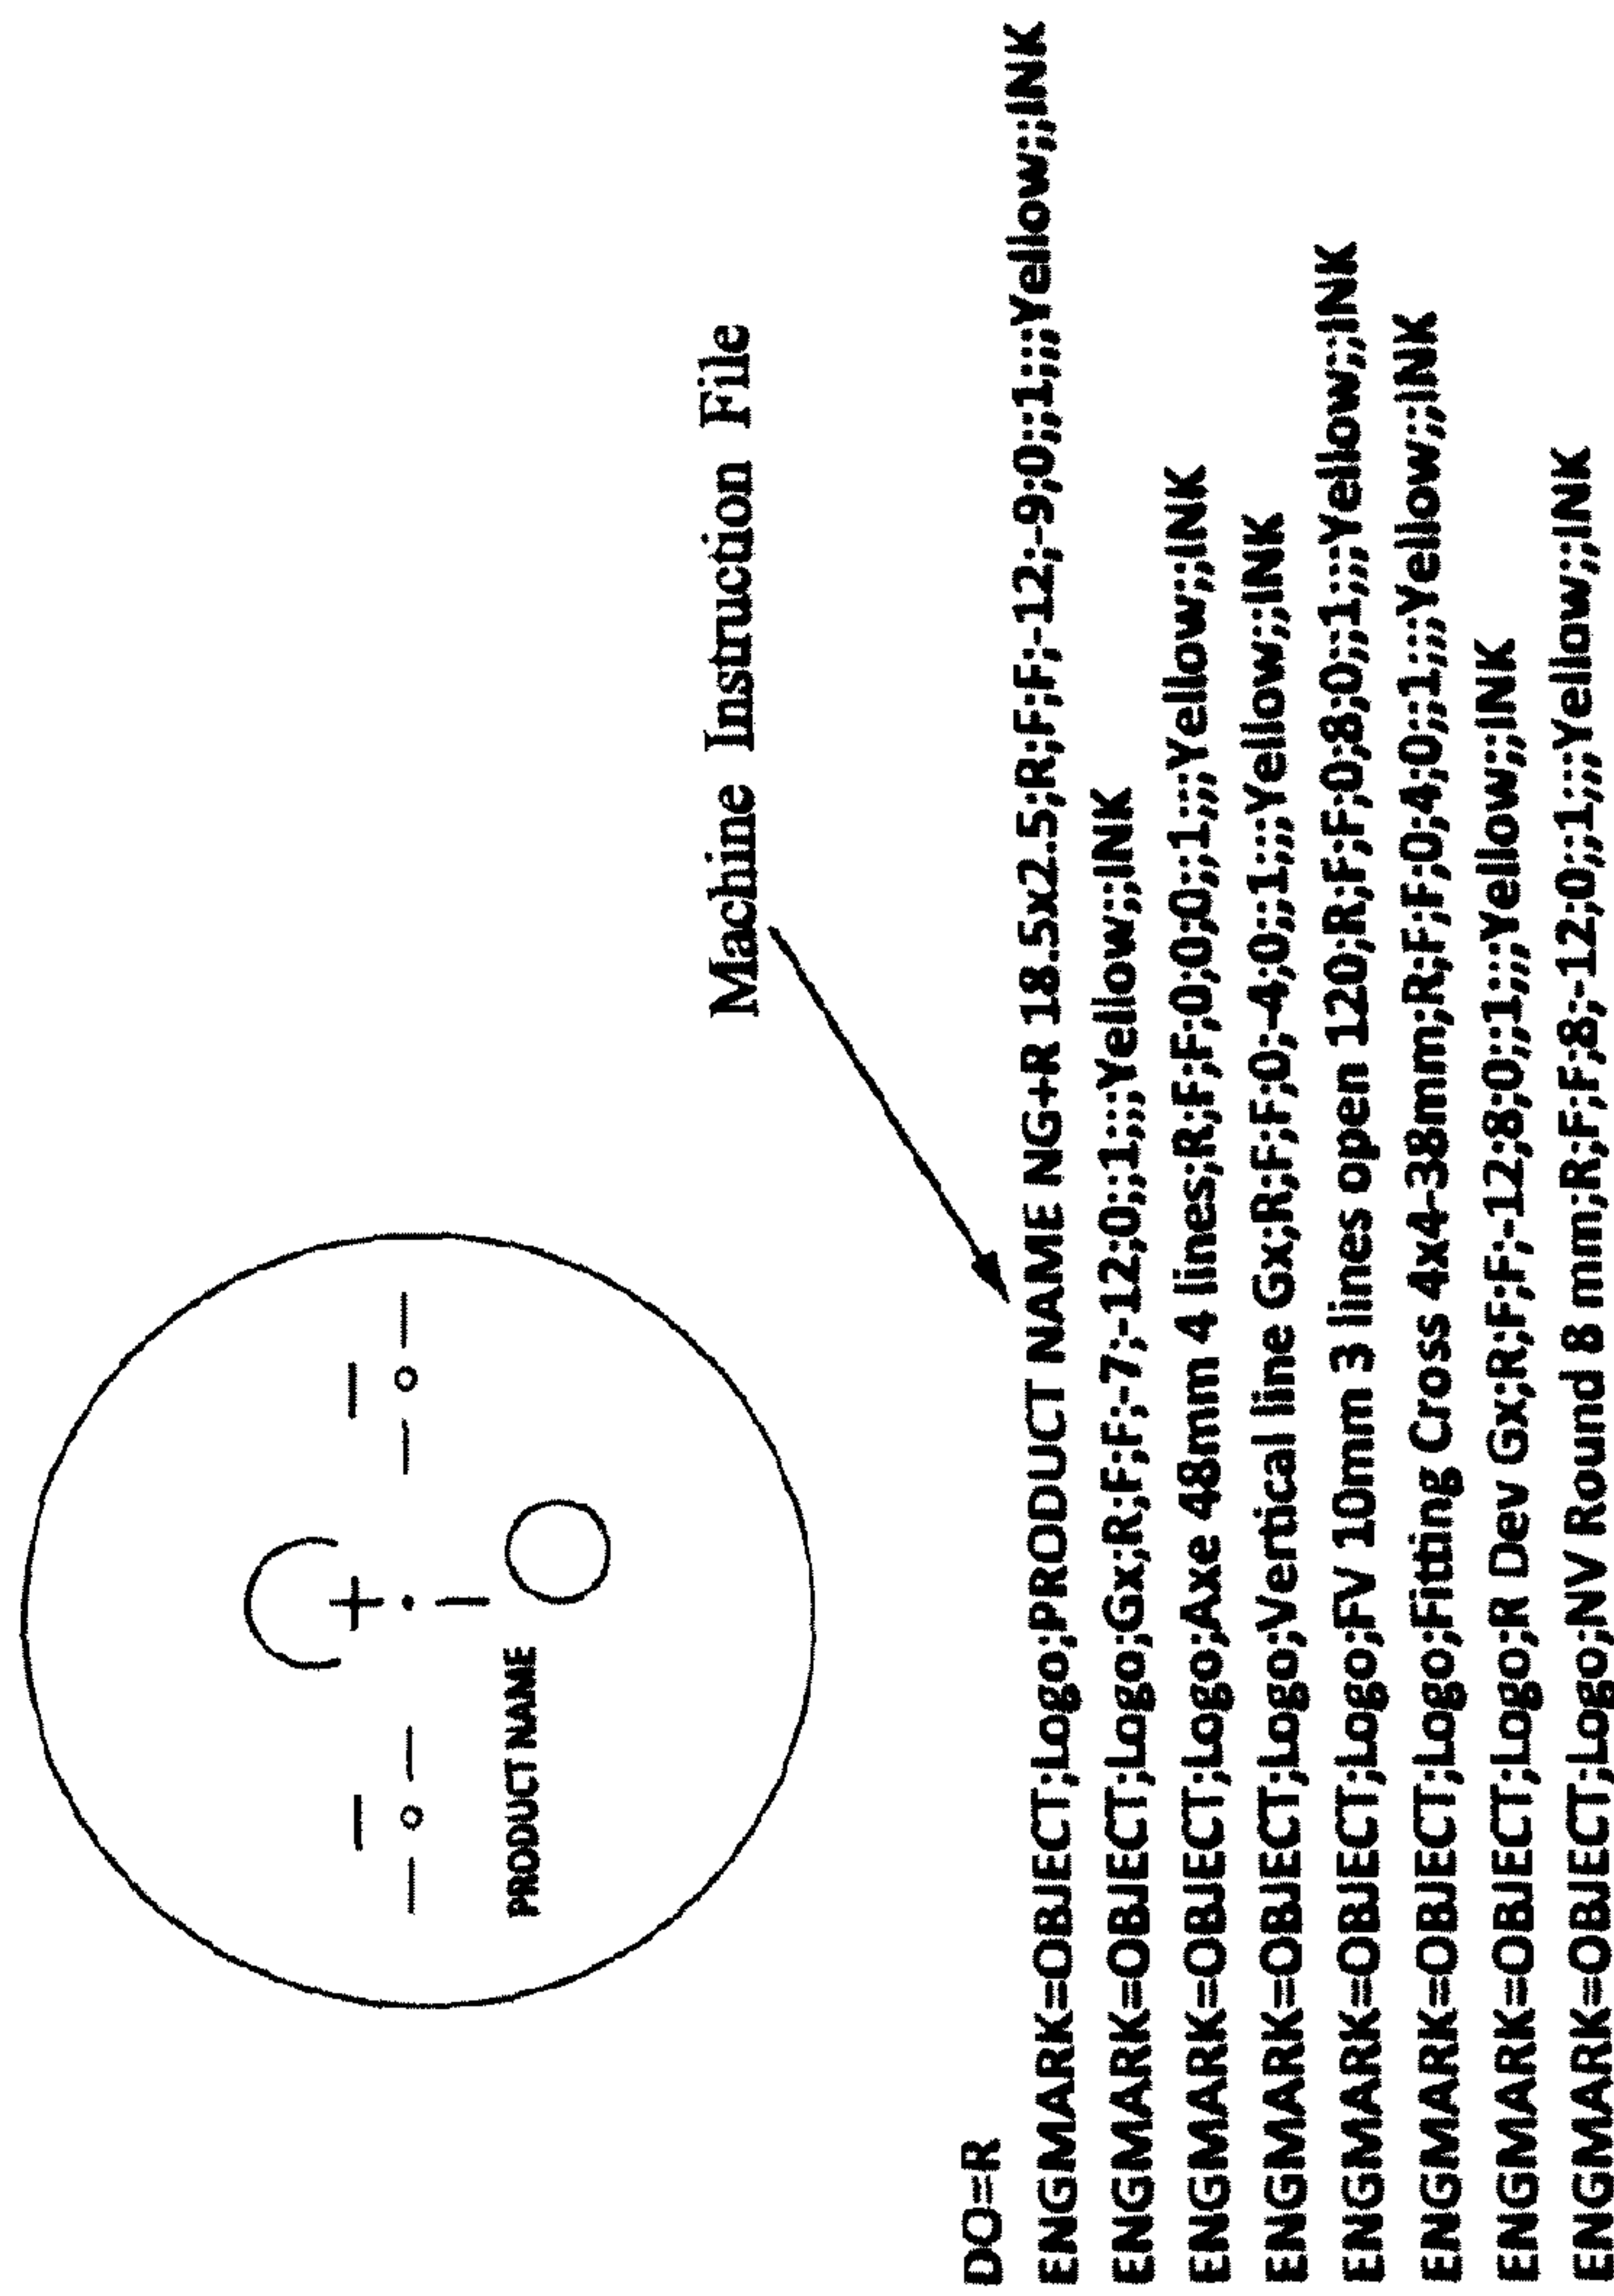 PRODUCT NAME
Machine Instruction File
DO=R
ENGMARK=OBJECT;Logo;PRODUCT NAME NG+R 18.5x2.5;R;F;F;-12;-9;0;;1;;;;Yellow;;;INK
ENGMARK=OBJECT;Logo;Gx;R;F;F;-7;-12;0;;1;;;;Yellow;;;INK
ENGMARK=OBJECT;Logo;Axe 48mm 4 lines;R;F;F;0;0;0;;1;;;;Yellow;;;INK
ENGMARK=OBJECT;Logo;Vertical line Gx;R;F;F;0;-4;0;;1;;;;Yellow;;;INK
ENGMARK=OBJECT;Logo;FV 10mm 3 lines open 120;R;F;F;0;8;0;;1;;;;Yellow;;;INK
ENGMARK=OBJECT;Logo;Fitting Cross 4x4-38mm;R;F;F;0;4;0;;1;;;;Yellow;;;INK
ENGMARK=OBJECT;Logo;R Dev Gx;R;F;F;-12;8;0;;1;;;;Yellow;;;INK
ENGMARK=OBJECT;Logo;NV Round 8 mm;R;F;F;8;-12;0;;1;;;;Yellow;;;INK